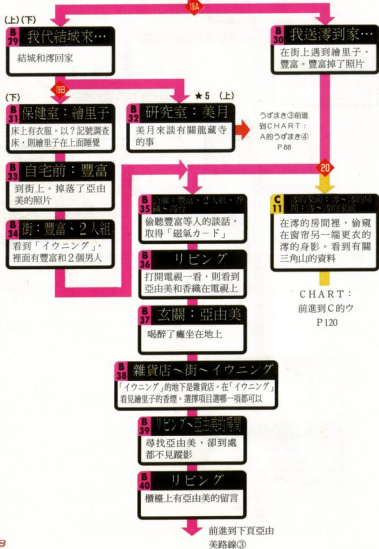 19A
(上)(下)
B 29 我代結城來…
結城和澪回家
B 30 我送澪到家…
在街上遇到繪里子、
豐富。豐富掉了照片
19B
(下)
B 31 保健室：繪里子
床上有衣服。以？記號調查
床，則繪里子在上面睡覺
★5 (上)
B 32 研究室：美月
美月來談有關龍藏寺
的事
うずまき③前進
到CHART：
A的うずまき④
P88
B 33 自宅前：豐富
到街上，掉落了亞由
美的照片
B 34 街：豐富、2人組
看到「イウニング」，
裡面有豐富和2個男人
20
B 35
偷聽豐富等人的談話，
取得「磁氣カード」
C 11
在澪的房間裡，偷窺
在窗帘另一端更衣的
澪的身影。看到有關
三角山的資料
CHART：
前進到C的ウ
P120
B 36 リビング
打開電視一看，則看到
亞由美和香織在電視上
B 37 玄關：亞由美
喝醉了癱坐在地上
B 38 雜貨店～街～イウニング
「イウニング」的地下是雜貨店。在「イウニング」
看見繪里子的香煙。選擇項目選哪一項都可以
B 39 リビング～亞由美的房間
尋找亞由美，卻到處
都不見蹤影
B 40 リビング
櫃檯上有亞由美的留言
前進到下頁亞由
美路線③